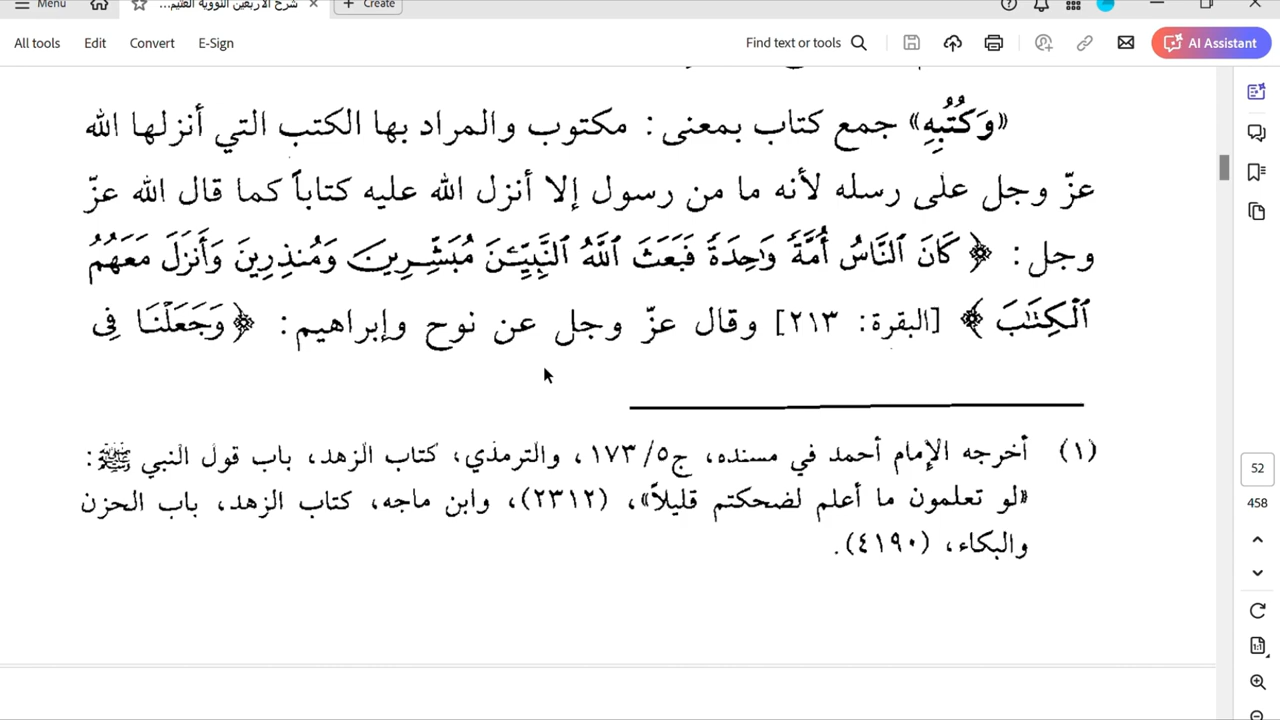 Menu
شرح الأربعين النووية العثيم...
Create
All tools
Edit
Convert
E-Sign
Find text or tools
AI Assistant
«وَكُتُبِهِ» جمع كتاب بمعنى: مكتوب والمراد بها الكتب التي أنزلها الله
عزّ وجل على رسله لأنه ما من رسول إلا أنزل الله عليه كتاباً كما قال الله عزّ
وجل: ﴿ كَانَ ٱلنَّاسُ أُمَّةً وَٰحِدَةً فَبَعَثَ ٱللَّهُ ٱلنَّبِيِّـۧنَ مُبَشِّرِينَ وَمُنذِرِينَ وَأَنزَلَ مَعَهُمُ
ٱلْكِتَٰبَ ﴾ [البقرة: ٢١٣] وقال عزّ وجل عن نوح وإبراهيم: ﴿ وَجَعَلْنَا فِى
(١) أخرجه الإمام أحمد في مسنده، ج٥/ ١٧٣، والترمذي، كتاب الزهد، باب قول النبي ﷺ:
«لو تعلمون ما أعلم لضحكتم قليلاً»، (٢٣١٢)، وابن ماجه، كتاب الزهد، باب الحزن
والبكاء، (٤١٩٠).
52
458
1:1